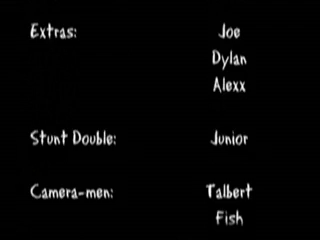 Extras: Joe
Dylan
Alexx
Stunt Double: Junior
Camera-men: Talbert
Fish